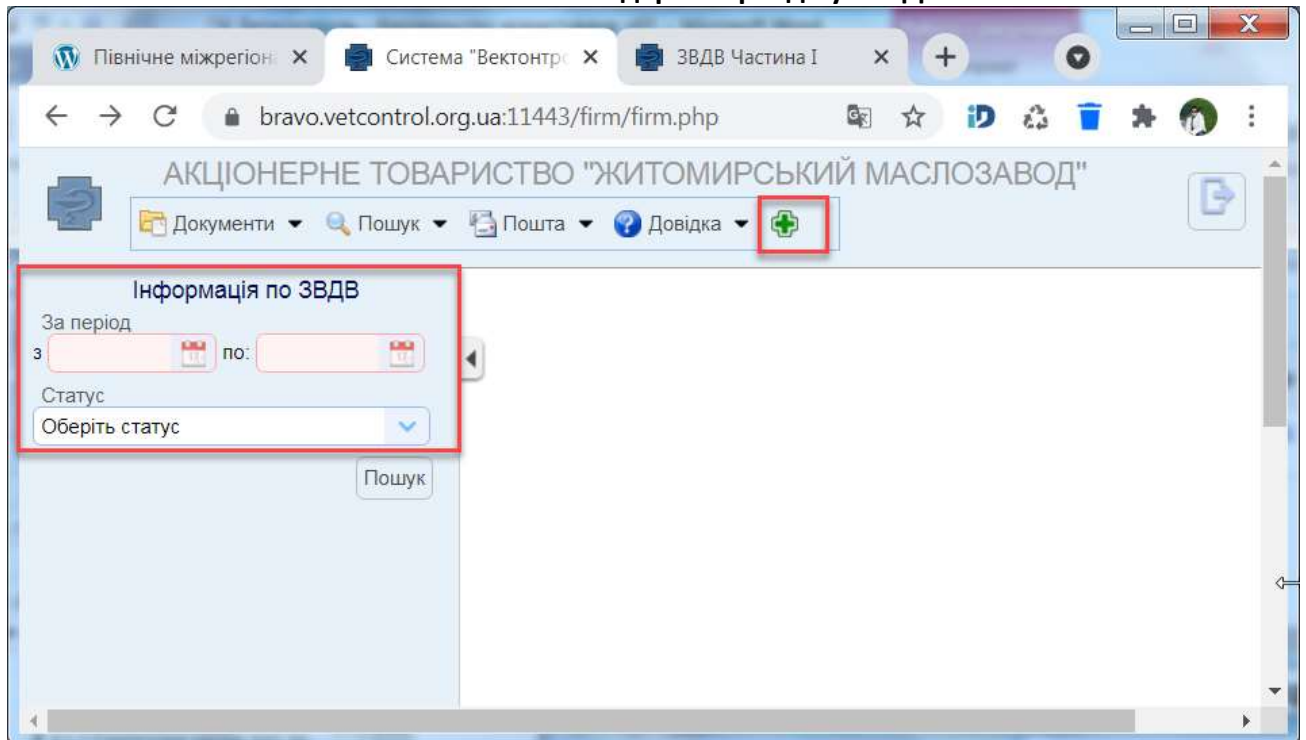 Північне міжрегіон
Система "Вектонтрс
ЗВДВ Частина І
bravo.vetcontrol.org.ua:11443/firm/firm.php
АКЦІОНЕРНЕ ТОВАРИСТВО "ЖИТОМИРСЬКИЙ МАСЛОЗАВОД"
Документи Пошук Пошта Довідка
Інформація по ЗВДВ
За період
з по:
Статус
Оберіть статус
Пошук